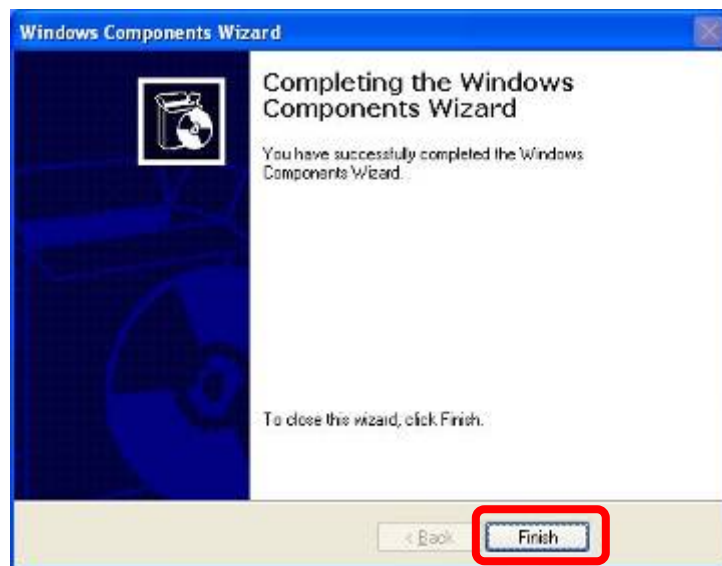 Windows Components Wizard
Completing the Windows
Components Wizard
You have successfully completed the Windows
Components Wizard.
To close this wizard, click Finish.
< Back
Finish